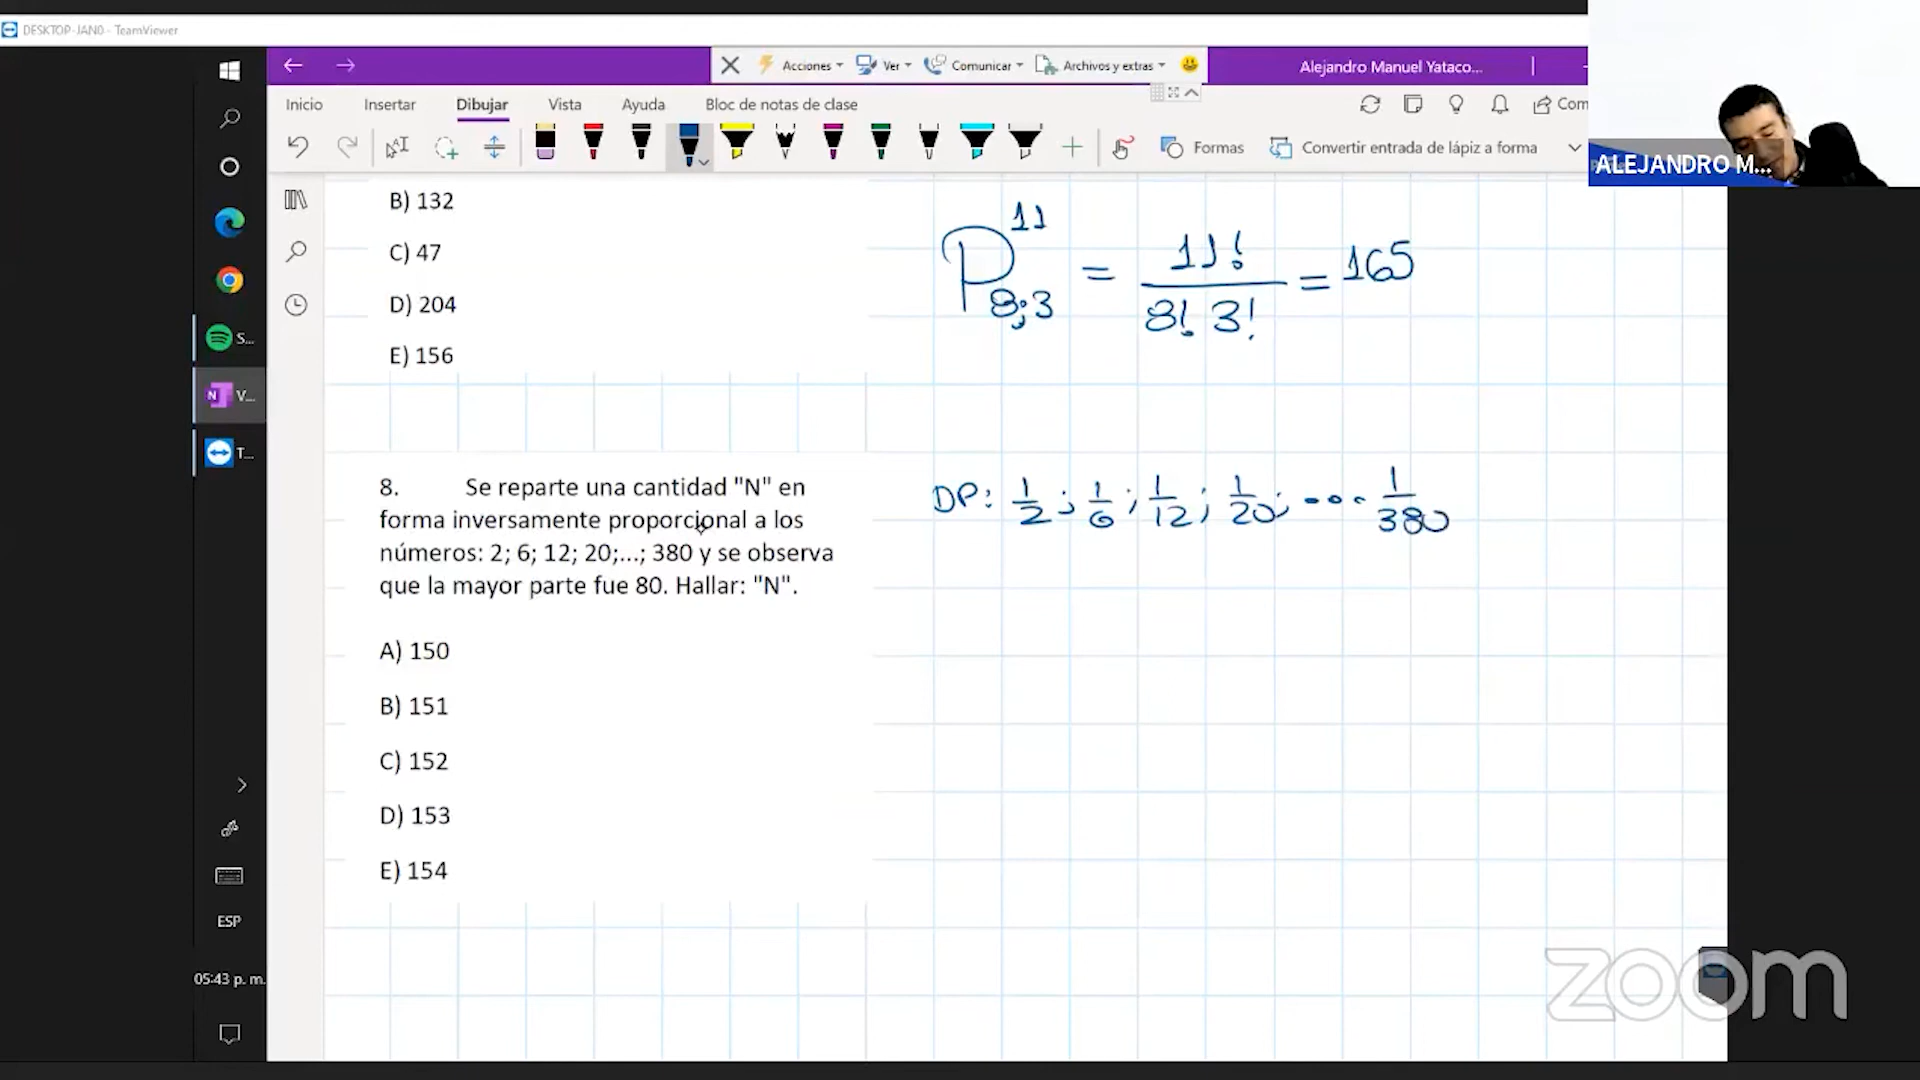 DESKTOP-JAN0 - TeamViewer
Acciones
Ver
Comunicar
Archivos y extras
Alejandro Manuel Yataco...
Inicio
Insertar
Dibujar
Vista
Ayuda
Bloc de notas de clase
Com
Formas
Convertir entrada de lápiz a forma
ALEJANDRO M...
S...
V...
T...
ESP
05:43 p. m.
B) 132
C) 47
D) 204
E) 156
P 11 8;3 = 11! / 8! 3! = 165
8. Se reparte una cantidad "N" en
forma inversamente proporcional a los
números: 2; 6; 12; 20;...; 380 y se observa
que la mayor parte fue 80. Hallar: "N".
A) 150
B) 151
C) 152
D) 153
E) 154
DP: 1/2 ; 1/6 ; 1/12 ; 1/20 ; ... 1/380
zoom